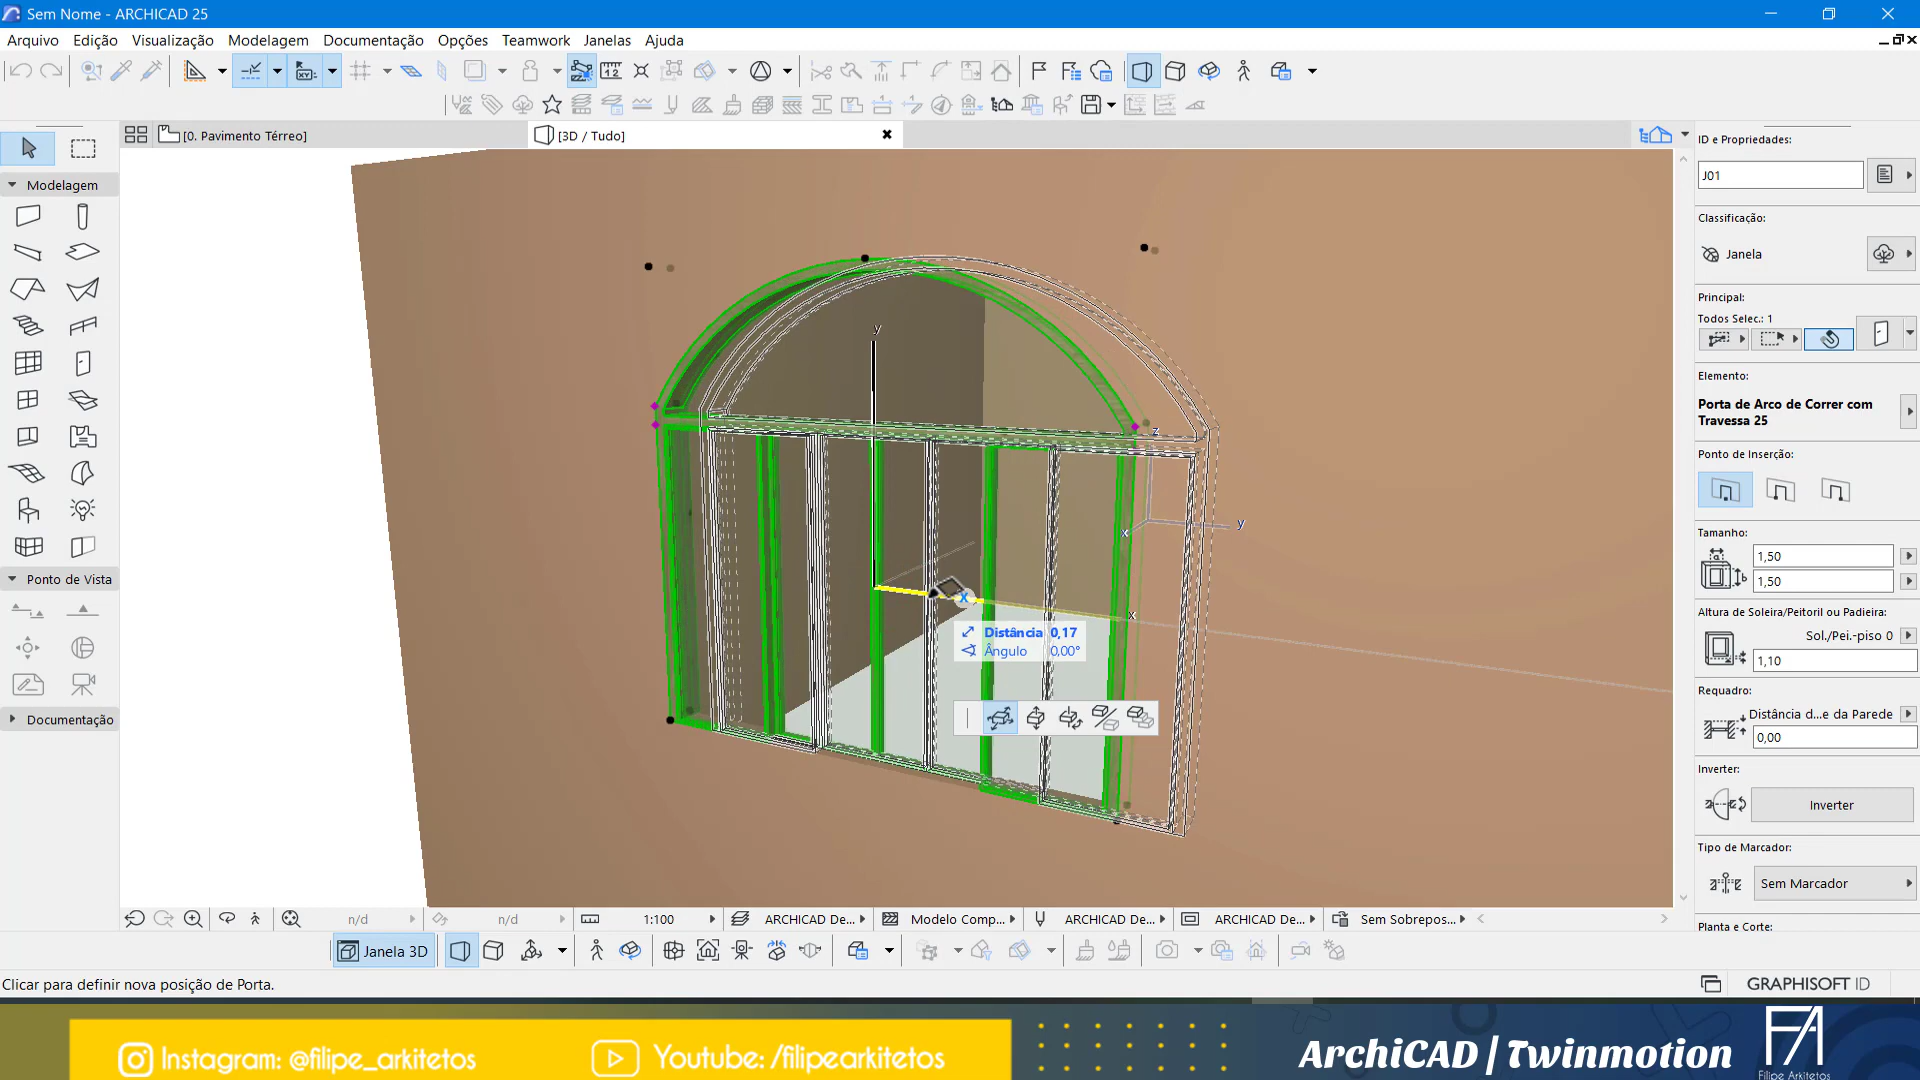 Sem Nome - ARCHICAD 25
Arquivo Edição Visualização Modelagem Documentação Opções Teamwork Janelas Ajuda
[0. Pavimento Térreo]
[3D / Tudo]
Modelagem
Ponto de Vista
Documentação
y
z
y
x
x
x
Distância 0,17
Ângulo 0,00°
ID e Propriedades:
J01
Classificação:
Janela
Principal:
Todos Selec.: 1
Elemento:
Porta de Arco de Correr com
Travessa 25
Ponto de Inserção:
Tamanho:
1,50
1,50
Altura de Soleira/Peitoril ou Padieira:
Sol./Pei.-piso 0
1,10
Requadro:
Distância d...e da Parede
0,00
Inverter:
Inverter
Tipo de Marcador:
Sem Marcador
Planta e Corte:
n/d
n/d
1:100
ARCHICAD De...
Modelo Comp...
ARCHICAD De...
ARCHICAD De...
Sem Sobrepos...
Janela 3D
Clicar para definir nova posição de Porta.
GRAPHISOFT ID
Instagram: @filipe_arkitetos
Youtube: /filipearkitetos
ArchiCAD | Twinmotion
FA
Filipe Arkitetos